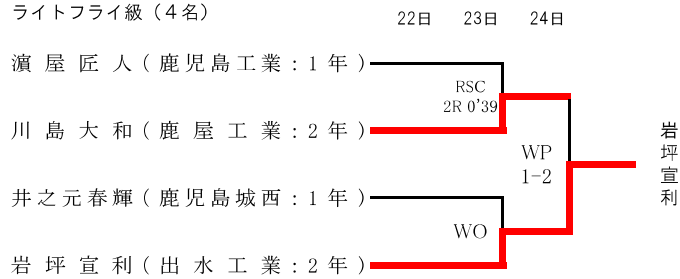 ライトフライ級（４名）
22日 23日 24日
濵屋匠人(鹿児島工業:1年)
RSC
2R 0'39
川島大和(鹿屋工業:2年)
WP
1-2
岩坪宣利
井之元春輝(鹿児島城西:1年)
WO
岩坪宣利(出水工業:2年)